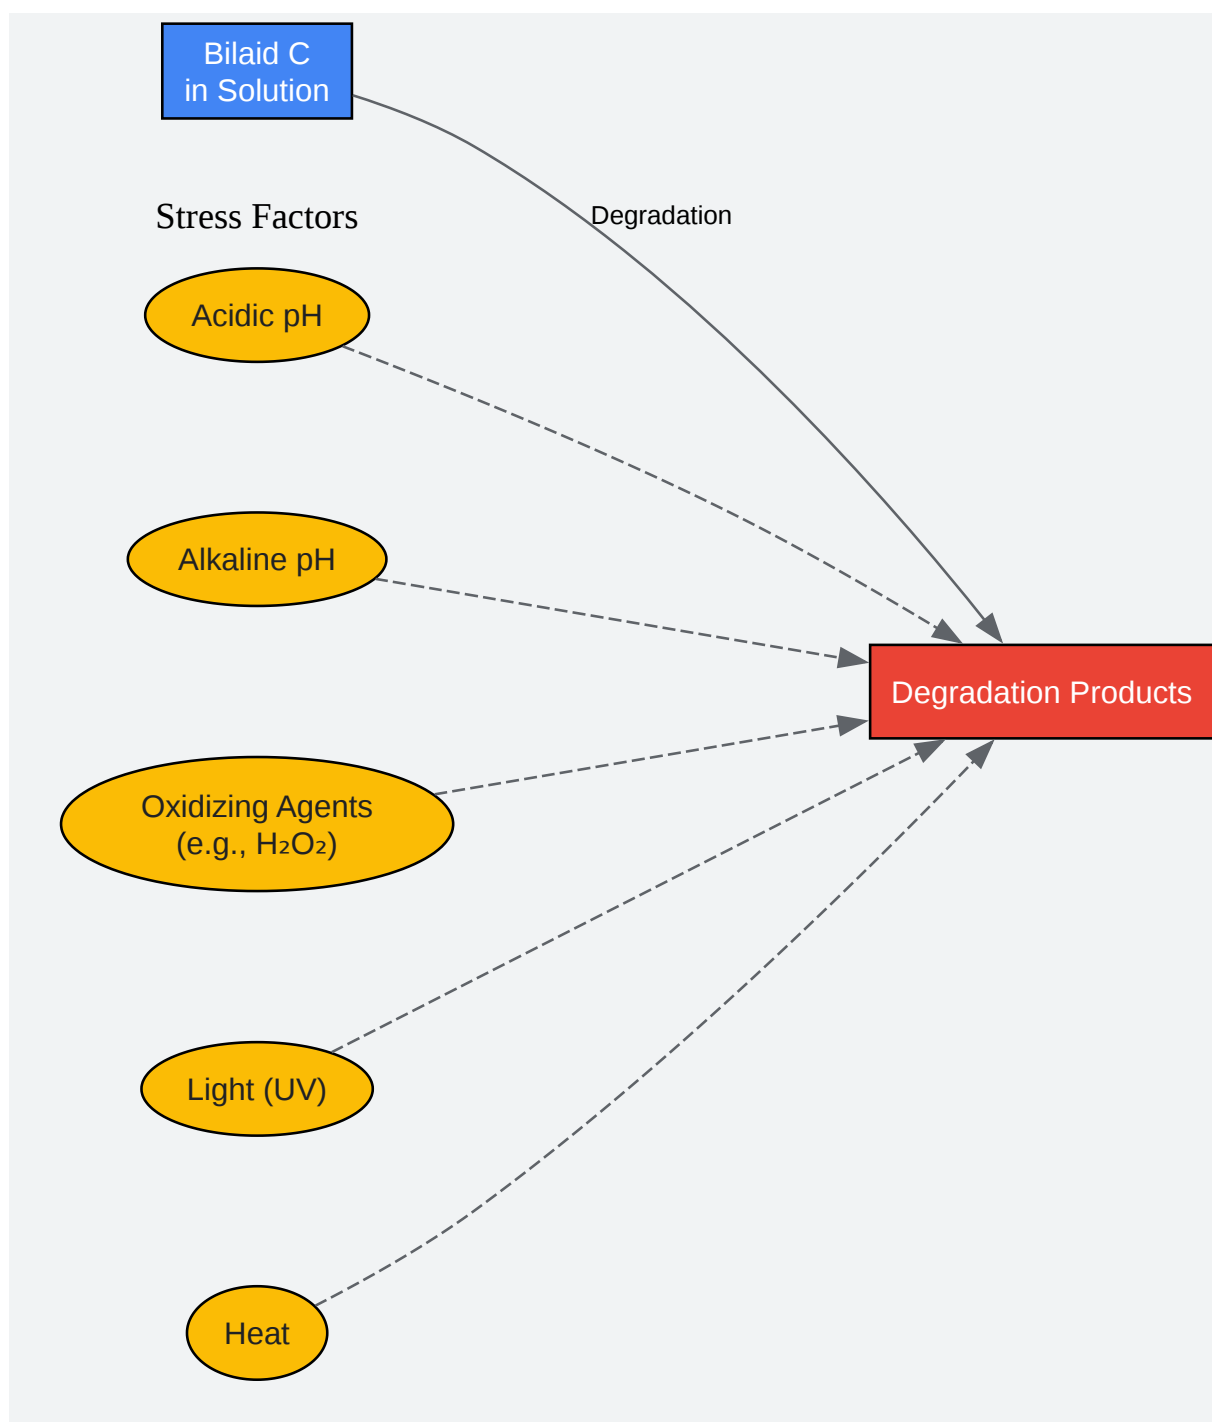 Bilaid C
in Solution
Stress Factors
Degradation
Acidic pH
Alkaline pH
Degradation Products
Oxidizing Agents
(e.g., H₂O₂)
Light (UV)
Heat